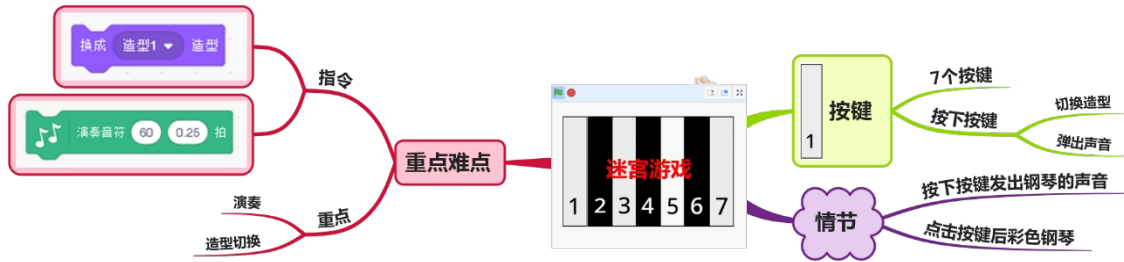 换成 造型1 造型
演奏音符 60 0.25 拍
指令
重点难点
重点
演奏
造型切换
迷宫游戏
1 2 3 4 5 6 7
1
按键
7个按键
按下按键
切换造型
弹出声音
情节
按下按键发出钢琴的声音
点击按键后彩色钢琴